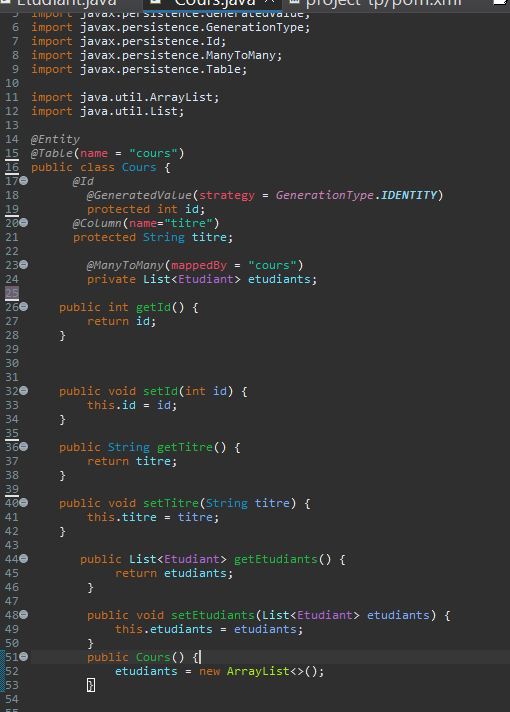 Etudiant.java Cours.java project-tp/pom.xml
5 import javax.persistence.GeneratedValue;
6 import javax.persistence.GenerationType;
7 import javax.persistence.Id;
8 import javax.persistence.ManyToMany;
9 import javax.persistence.Table;
10
11 import java.util.ArrayList;
12 import java.util.List;
13
14 @Entity
15 @Table(name = "cours")
16 public class Cours {
17 @Id
18 @GeneratedValue(strategy = GenerationType.IDENTITY)
19 protected int id;
20 @Column(name="titre")
21 protected String titre;
22
23 @ManyToMany(mappedBy = "cours")
24 private List<Etudiant> etudiants;
25
26 public int getId() {
27 return id;
28 }
29
30
31
32 public void setId(int id) {
33 this.id = id;
34 }
35
36 public String getTitre() {
37 return titre;
38 }
39
40 public void setTitre(String titre) {
41 this.titre = titre;
42 }
43
44 public List<Etudiant> getEtudiants() {
45 return etudiants;
46 }
47
48 public void setEtudiants(List<Etudiant> etudiants) {
49 this.etudiants = etudiants;
50 }
51 public Cours() {
52 etudiants = new ArrayList<>();
53 }
54
55